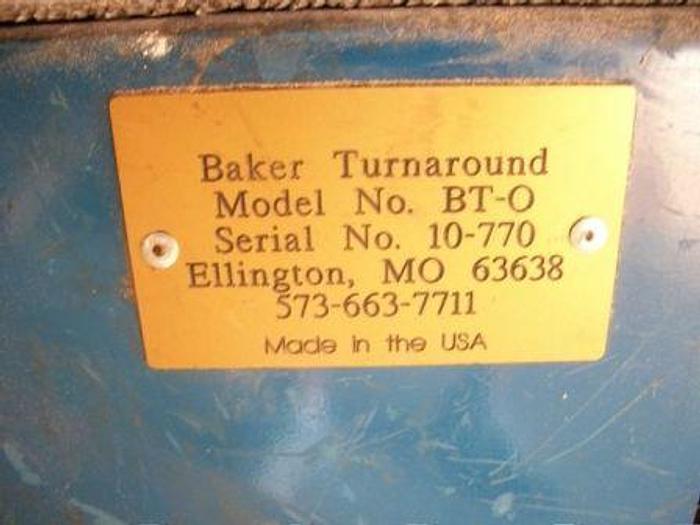 Baker Turnaround
Model No. BT-O
Serial No. 10-770
Ellington, MO 63638
573-663-7711
Made in the USA